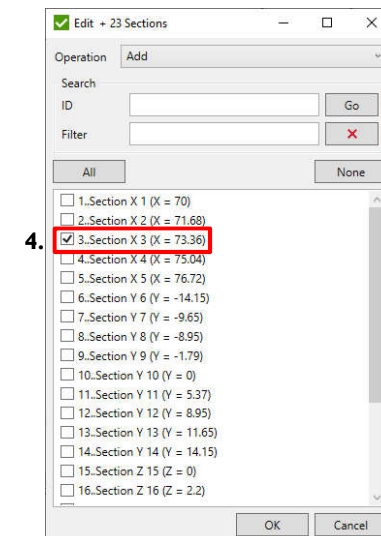 Edit + 23 Sections
Operation Add
Search
ID Go
Filter
All None
1..Section X 1 (X = 70)
2..Section X 2 (X = 71.68)
4. 3..Section X 3 (X = 73.36)
4..Section X 4 (X = 75.04)
5..Section X 5 (X = 76.72)
6..Section Y 6 (Y = -14.15)
7..Section Y 7 (Y = -9.65)
8..Section Y 8 (Y = -8.95)
9..Section Y 9 (Y = -1.79)
10..Section Y 10 (Y = 0)
11..Section Y 11 (Y = 5.37)
12..Section Y 12 (Y = 8.95)
13..Section Y 13 (Y = 11.65)
14..Section Y 14 (Y = 14.15)
15..Section Z 15 (Z = 0)
16..Section Z 16 (Z = 2.2)
OK Cancel